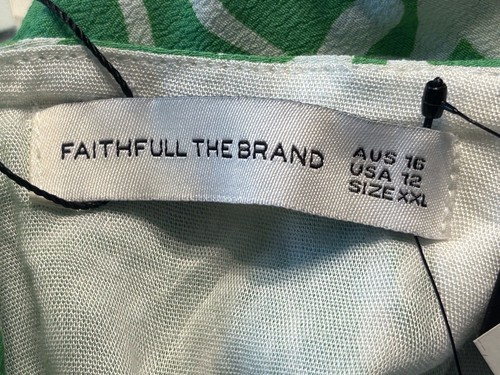 FAITHFULL THE BRAND
AUS 16
USA 12
SIZE XXL